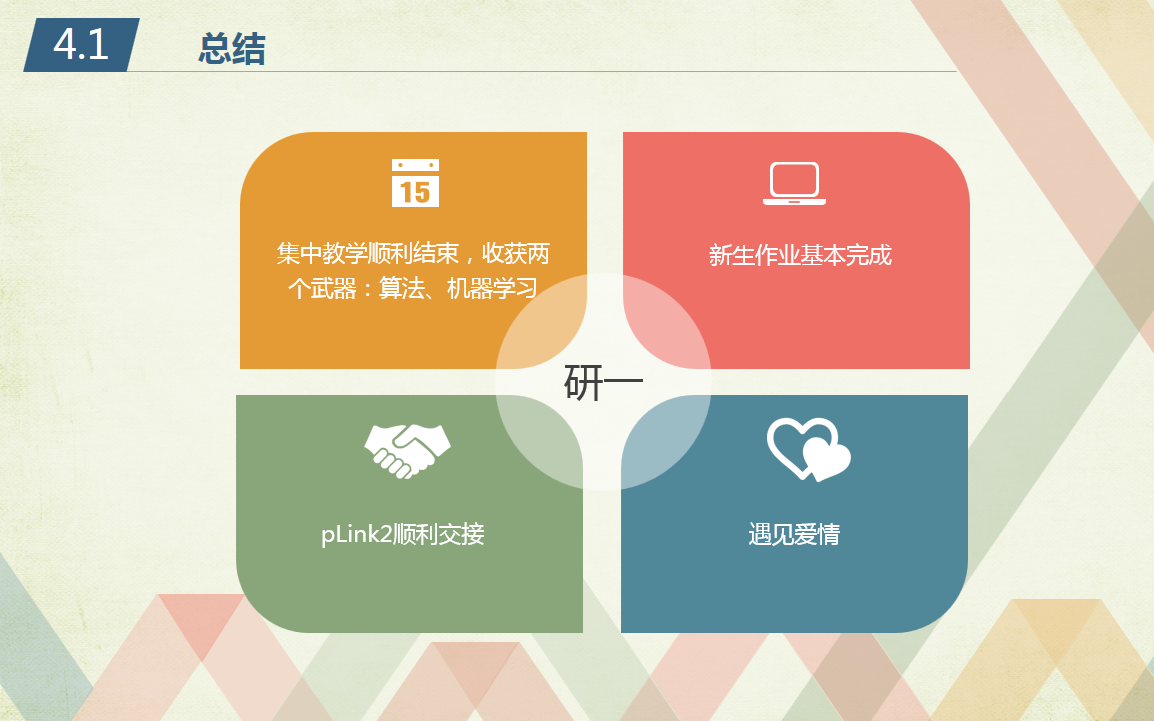 4.1
总结
15
集中教学顺利结束，收获两
个武器：算法、机器学习
新生作业基本完成
研一
pLink2顺利交接
遇见爱情